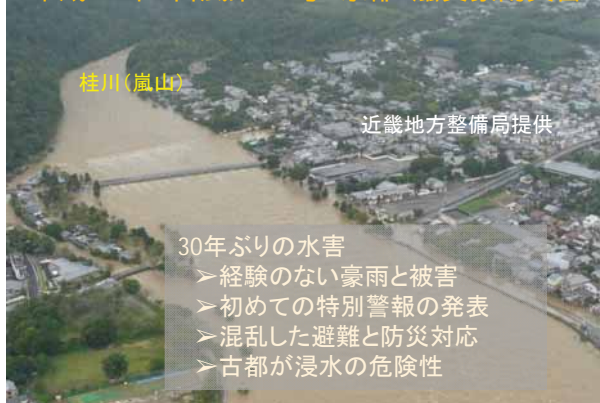 桂川（嵐山）
近畿地方整備局提供
30年ぶりの水害
➢経験のない豪雨と被害
➢初めての特別警報の発表
➢混乱した避難と防災対応
➢古都が浸水の危険性